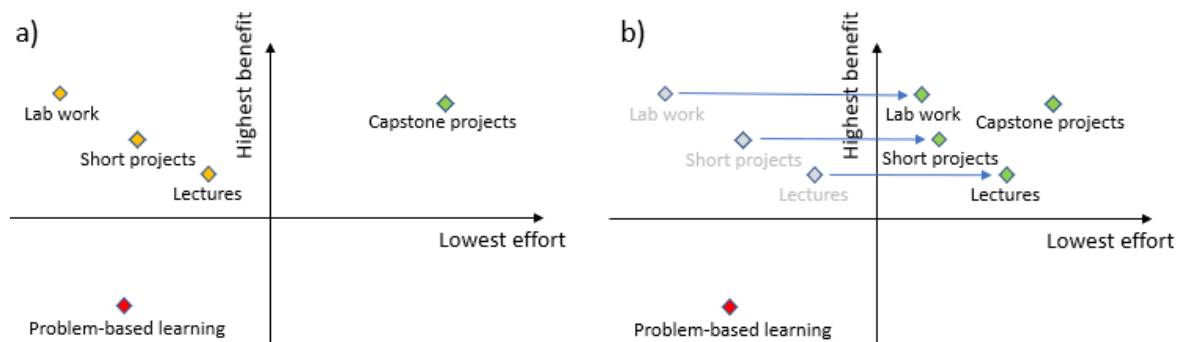 a)
Highest benefit
Lab work
Capstone projects
Short projects
Lectures
Lowest effort
Problem-based learning
b)
Highest benefit
Lab work
Lab work
Capstone projects
Short projects
Short projects
Lectures
Lectures
Lowest effort
Problem-based learning